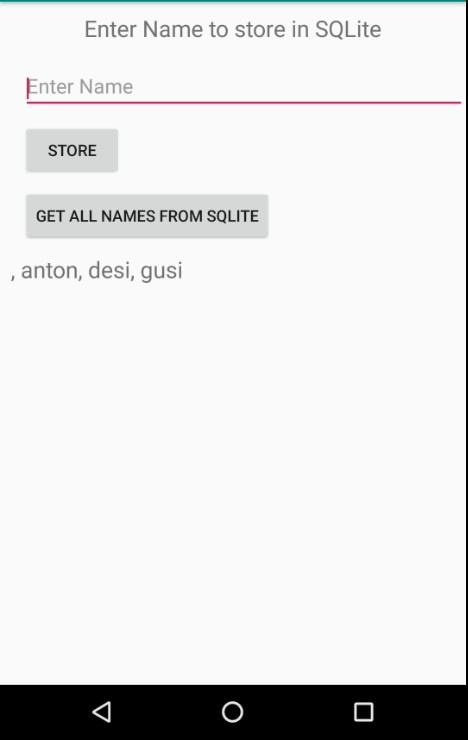 Enter Name to store in SQLite
Enter Name
STORE
GET ALL NAMES FROM SQLITE
, anton, desi, gusi